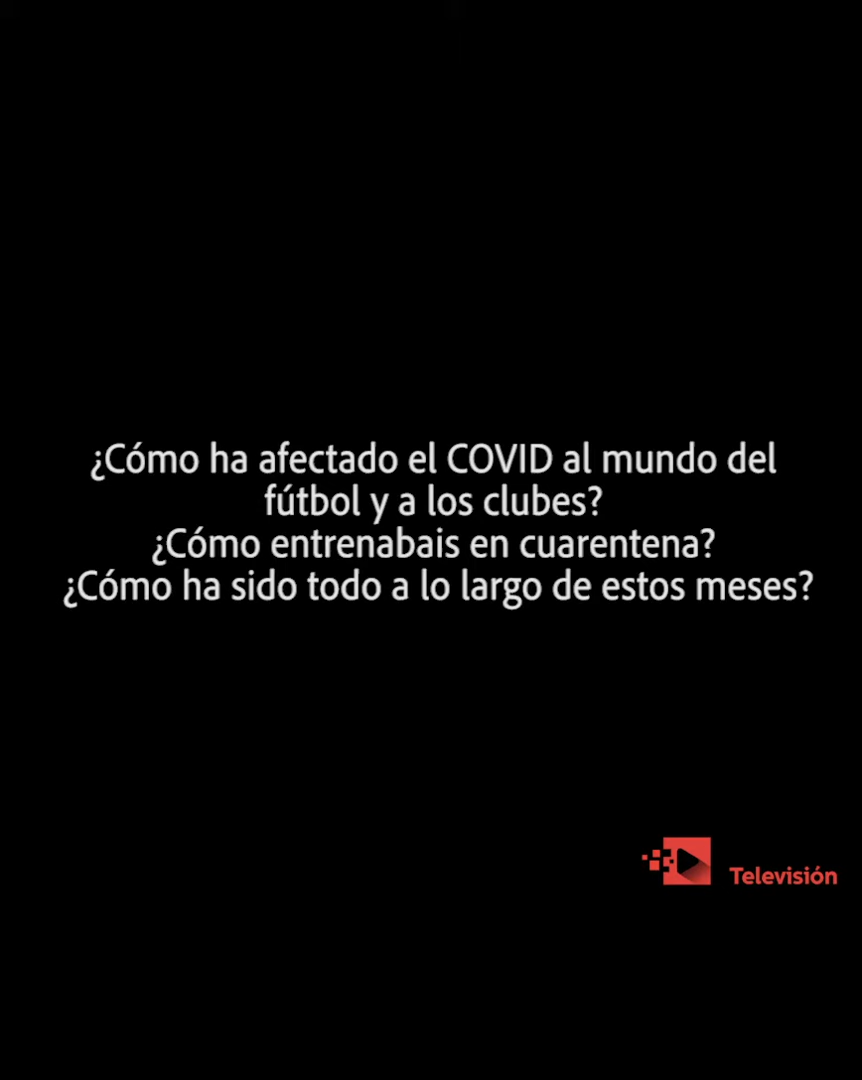 ¿Cómo ha afectado el COVID al mundo del
fútbol y a los clubes?
¿Cómo entrenabais en cuarentena?
¿Cómo ha sido todo a lo largo de estos meses?
Televisión